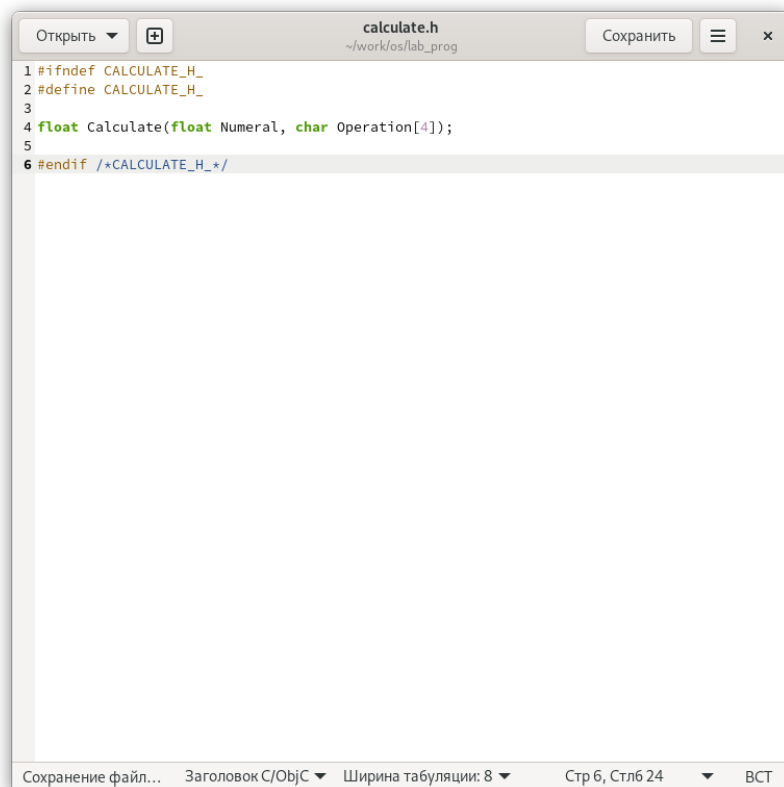 Открыть
calculate.h
~/work/os/lab_prog
Сохранить
1 #ifndef CALCULATE_H_
2 #define CALCULATE_H_
3
4 float Calculate(float Numeral, char Operation[4]);
5
6 #endif /*CALCULATE_H_*/
Сохранение файл… Заголовок C/ObjC Ширина табуляции: 8 Стр 6, Стлб 24 ВСТ